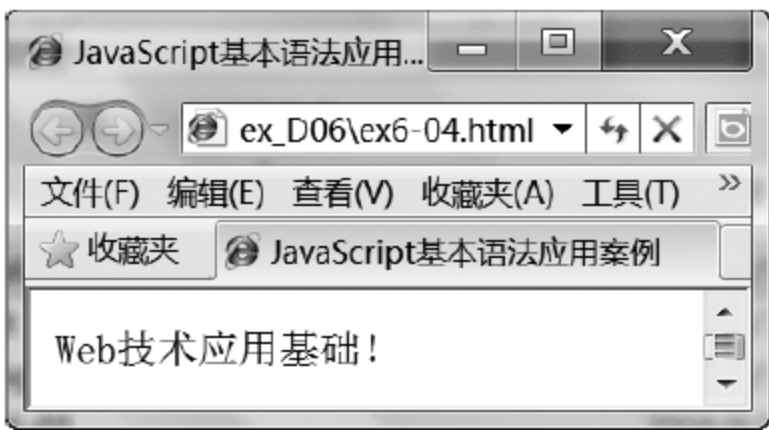 JavaScript基本语法应用...
ex_D06\ex6-04.html
文件(F) 编辑(E) 查看(V) 收藏夹(A) 工具(T) »
收藏夹 JavaScript基本语法应用案例
Web技术应用基础!